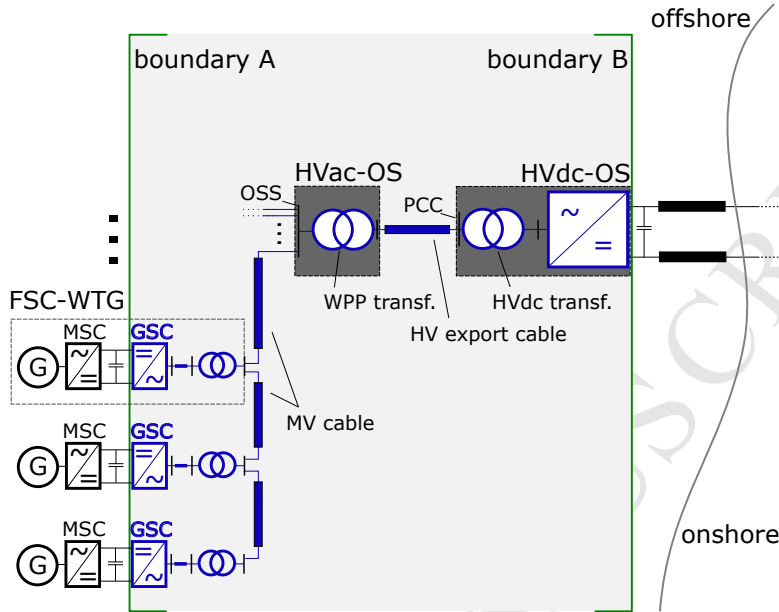 offshore
boundary A
boundary B
HVac-OS
HVdc-OS
OSS
PCC
WPP transf.
HVdc transf.
HV export cable
FSC-WTG
MSC
GSC
G
MV cable
MSC
GSC
G
MSC
GSC
G
onshore